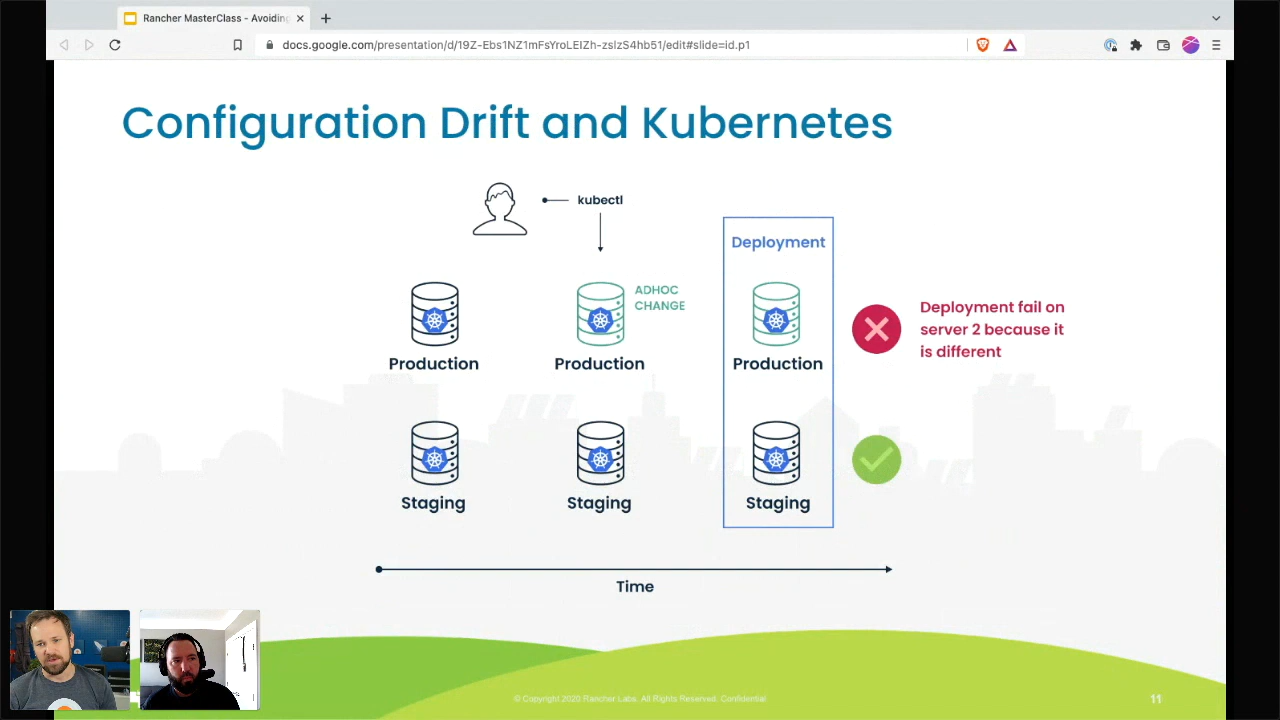 Rancher MasterClass - Avoiding
docs.google.com/presentation/d/19Z-Ebs1NZ1mFsYroLEIZh-zslzS4hb51/edit#slide=id.p1
Configuration Drift and Kubernetes
kubectl
Deployment
ADHOC
CHANGE
Deployment fail on
server 2 because it
is different
Production
Production
Production
Staging
Staging
Staging
Time
© Copyright 2020 Rancher Labs. All Rights Reserved. Confidential
11